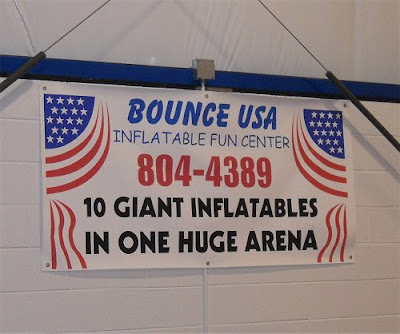 BOUNCE USA
INFLATABLE FUN CENTER
804-4389
10 GIANT INFLATABLES
IN ONE HUGE ARENA